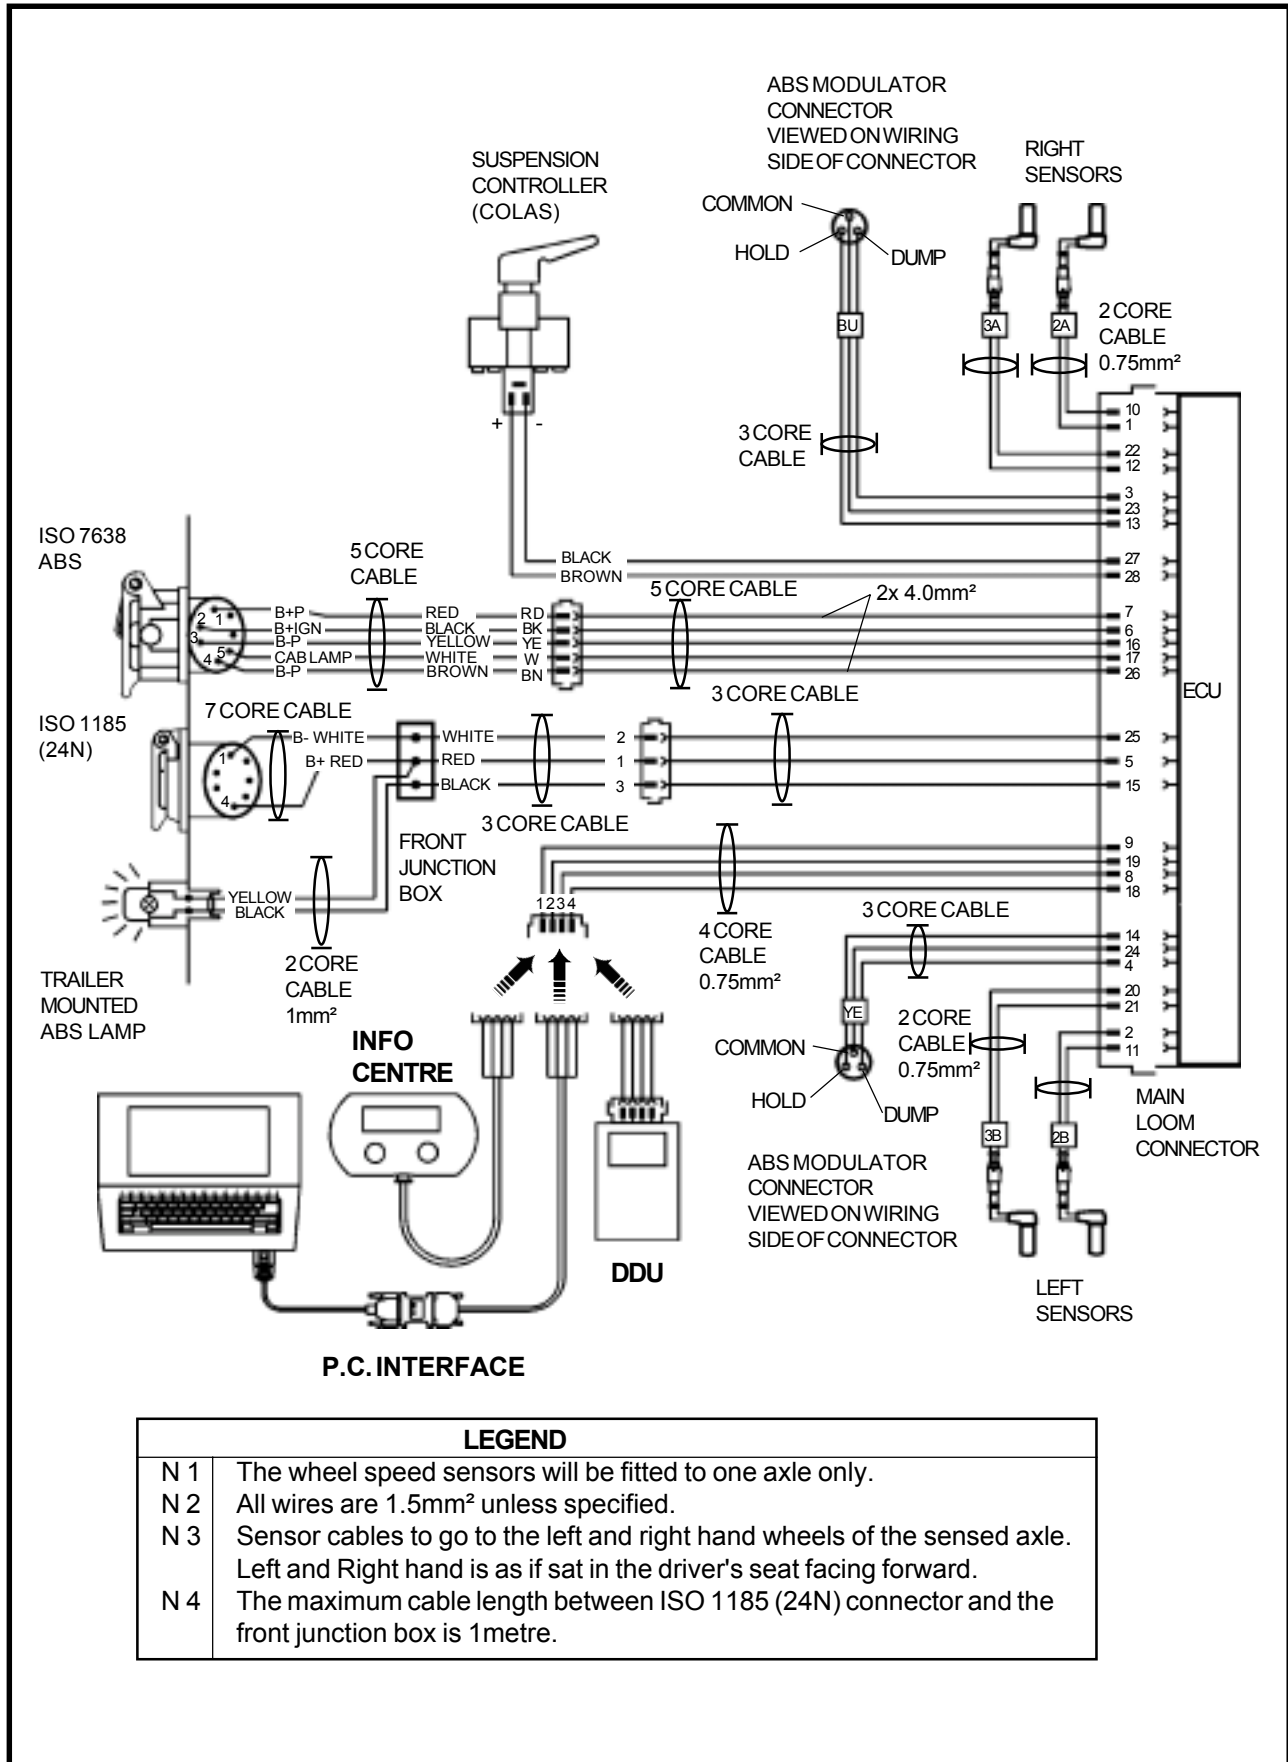 ABS MODULATOR
CONNECTOR
VIEWED ON WIRING
SIDE OF CONNECTOR
RIGHT
SENSORS
SUSPENSION
CONTROLLER
(COLAS)
COMMON
HOLD
DUMP
BU
3A
2A
2 CORE
CABLE
0.75mm²
+
-
3 CORE
CABLE
10
1
22
12
3
23
13
ISO 7638
ABS
5 CORE
CABLE
BLACK
BROWN
27
28
5 CORE CABLE
2x 4.0mm²
2
1
3
5
4
B+P
RED
RD
7
B+IGN
BLACK
BK
6
B-P
YELLOW
YE
16
CAB LAMP
WHITE
W
17
B-P
BROWN
BN
26
ECU
3 CORE CABLE
7 CORE CABLE
ISO 1185
(24N)
1
4
B- WHITE
WHITE
2
25
B+ RED
RED
1
5
BLACK
3
15
3 CORE CABLE
FRONT
JUNCTION
BOX
9
19
8
18
YELLOW
BLACK
1 2 3 4
4 CORE
CABLE
0.75mm²
3 CORE CABLE
14
24
4
2 CORE
CABLE
1mm²
TRAILER
MOUNTED
ABS LAMP
20
21
2
11
YE
2 CORE
CABLE
0.75mm²
INFO
CENTRE
COMMON
HOLD
DUMP
MAIN
LOOM
CONNECTOR
3B
2B
ABS MODULATOR
CONNECTOR
VIEWED ON WIRING
SIDE OF CONNECTOR
DDU
LEFT
SENSORS
P.C. INTERFACE
LEGEND
N 1 The wheel speed sensors will be fitted to one axle only.
N 2 All wires are 1.5mm² unless specified.
N 3 Sensor cables to go to the left and right hand wheels of the sensed axle.
Left and Right hand is as if sat in the driver's seat facing forward.
N 4 The maximum cable length between ISO 1185 (24N) connector and the
front junction box is 1metre.